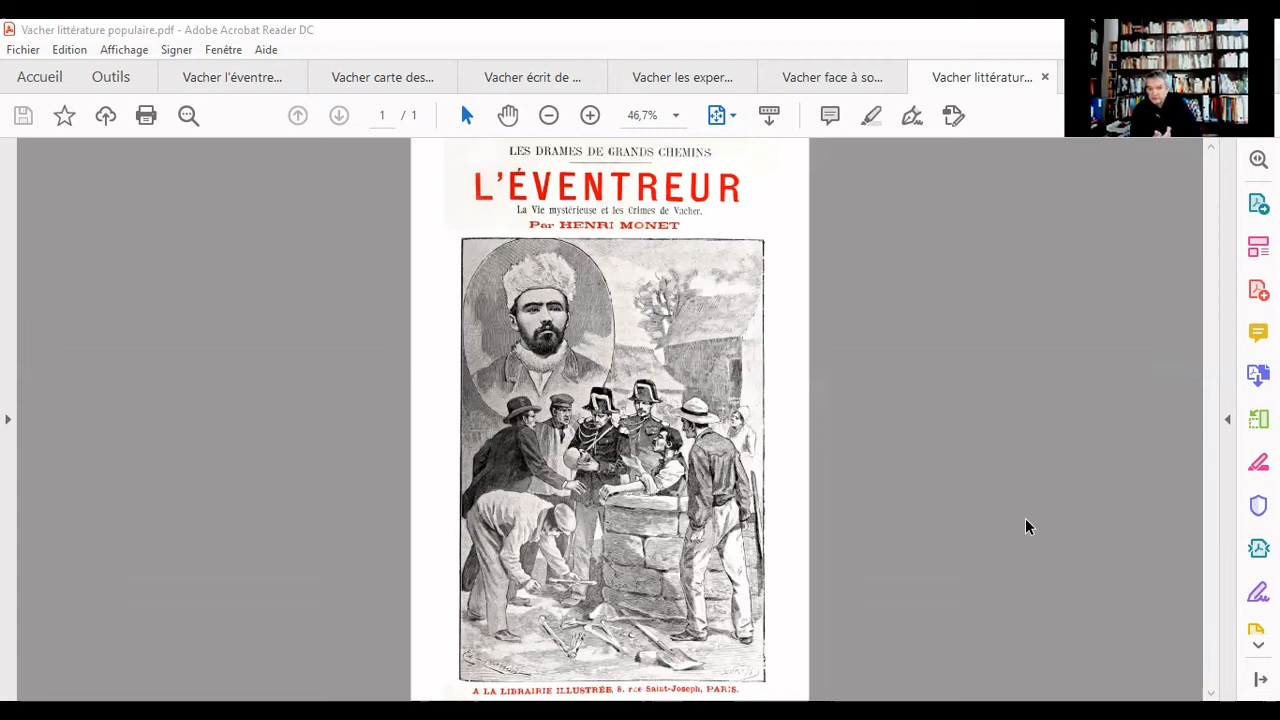 Vacher littérature populaire.pdf - Adobe Acrobat Reader DC
Fichier Edition Affichage Signer Fenêtre Aide
Accueil Outils Vacher l'éventre... Vacher carte des... Vacher écrit de ... Vacher les exper... Vacher face à so... Vacher littératur...
1 / 1 46,7%
LES DRAMES DE GRANDS CHEMINS
L'ÉVENTREUR
La Vie mystérieuse et les Crimes de Vacher.
Par HENRI MONET
A LA LIBRAIRIE ILLUSTRÉE, 8, rue Saint-Joseph, PARIS.